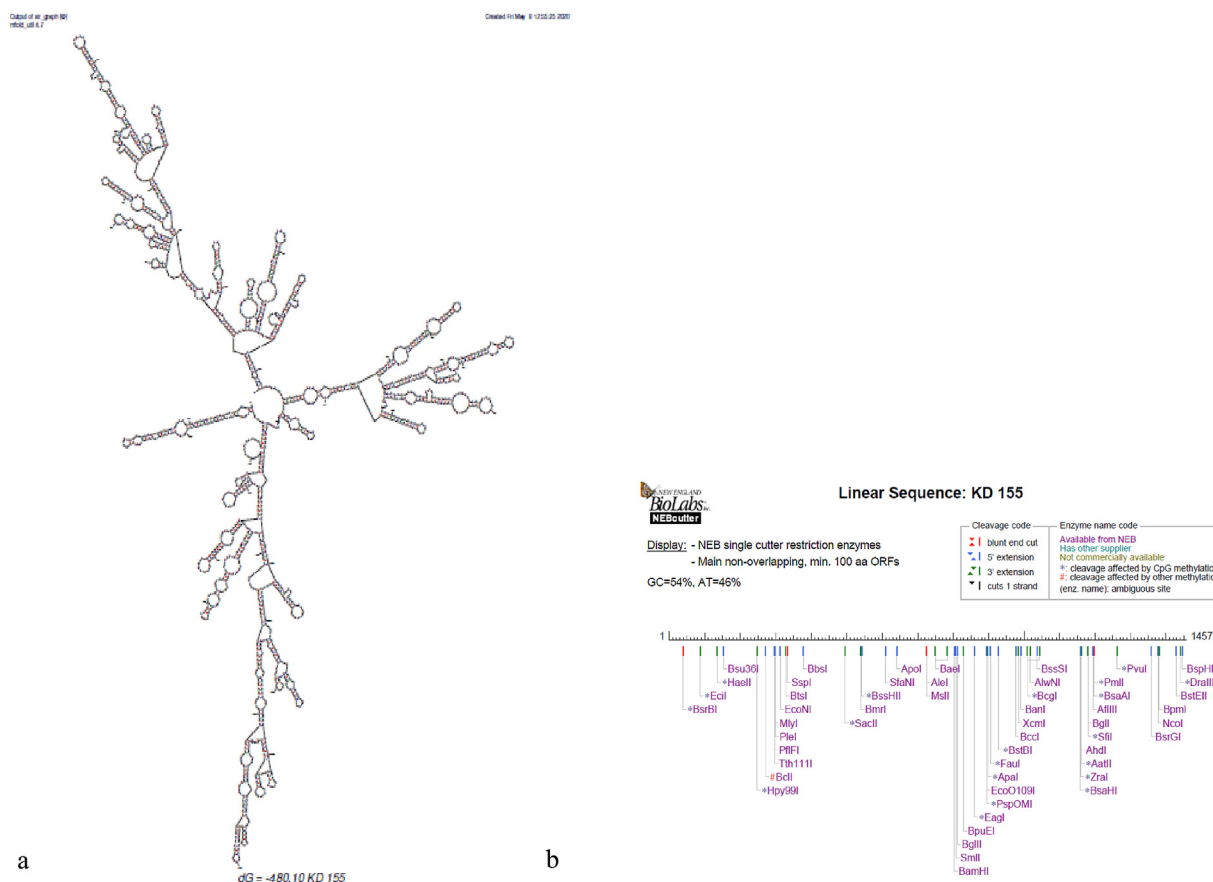 Output of sir_graph (©)
mfold_util 4.7
Created Fri May 8 12:55:25 2020
dG = -480.10 KD 155
a
b
NEW ENGLAND
BioLabs Inc.
NEBcutter
Linear Sequence: KD 155
Display: - NEB single cutter restriction enzymes
- Main non-overlapping, min. 100 aa ORFs
GC=54%, AT=46%
Cleavage code
blunt end cut
5' extension
3' extension
cuts 1 strand
Enzyme name code
Available from NEB
Has other supplier
Not commercially available
*: cleavage affected by CpG methylatio
#: cleavage affected by other methylation
(enz. name): ambiguous site
1 1457
Bsu36I BbsI ApoI BaeI BssSI *PvuI BspHI
*HaeII SspI SfaNI AleI AlwNI *PmlI *DraIII
*EciI BtsI *BssHII MslI *BcgI *BsaAI BstEII
*BsrBI EcoNI BmrI BanI AflIII BpmI
MlyI *SacII XcmI BglI NcoI
PleI BccI *SfiI BsrGI
PflFI *BstBI AhdI
Tth111I *FauI *AatII
#BclI *ApaI *ZraI
*Hpy99I EcoO109I *BsaHI
*PspOMI
*EagI
BpuEI
BglII
SmlI
BamHI